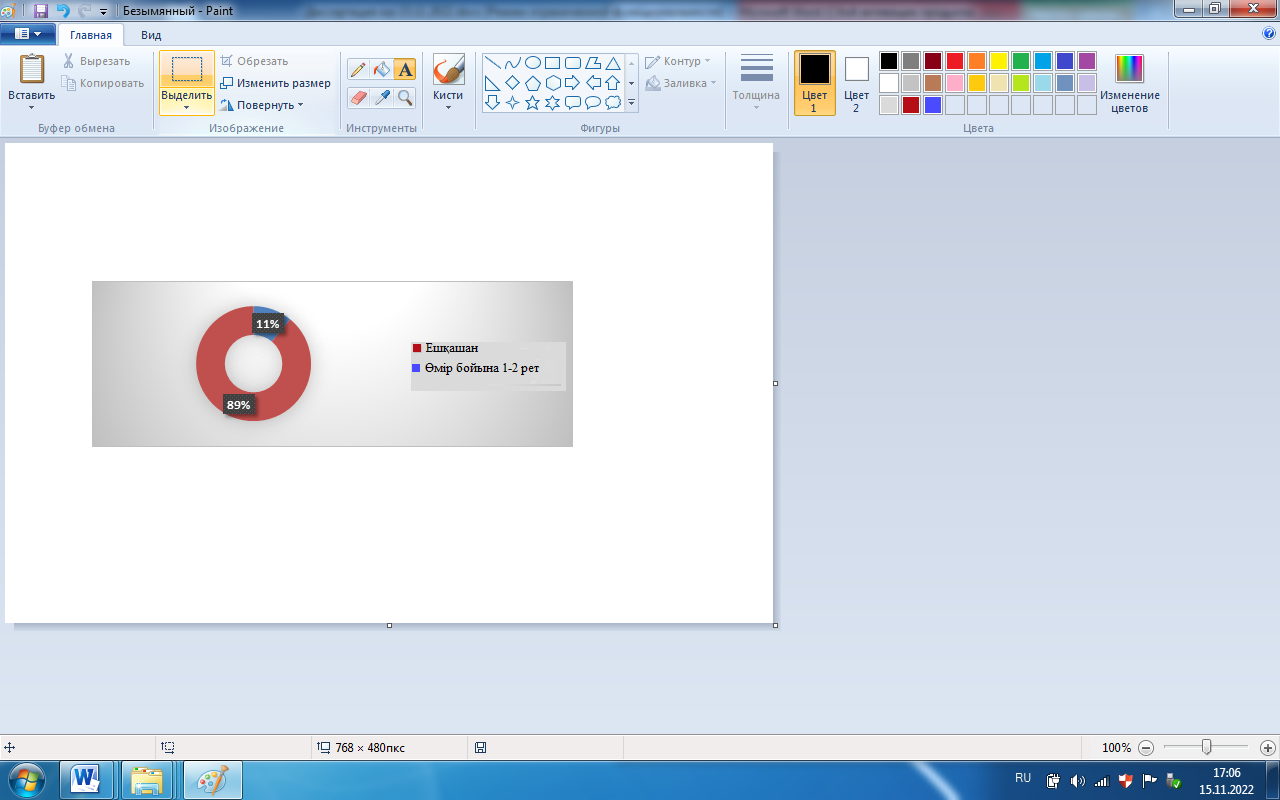 Безымянный - Paint
Главная
Вид
Вставить
Вырезать
Копировать
Буфер обмена
Выделить
Обрезать
Изменить размер
Повернуть
Изображение
Инструменты
Кисти
Контур
Заливка
Фигуры
Толщина
Цвет 1
Цвет 2
Изменение цветов
Цвета
11%
89%
Ешқашан
Өмір бойына 1-2 рет
768 × 480пкс
100%
RU
17:06
15.11.2022